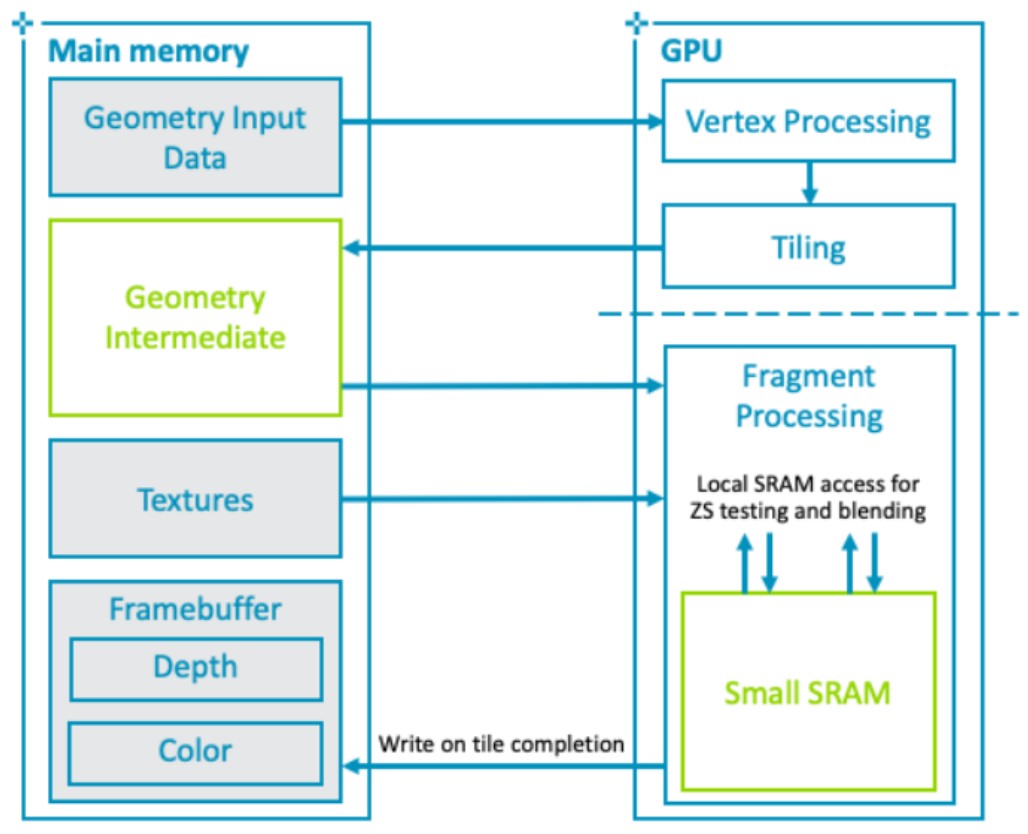 Main memory
Geometry Input
Data
Geometry
Intermediate
Textures
Framebuffer
Depth
Color
Write on tile completion
GPU
Vertex Processing
Tiling
Fragment
Processing
Local SRAM access for
ZS testing and blending
Small SRAM